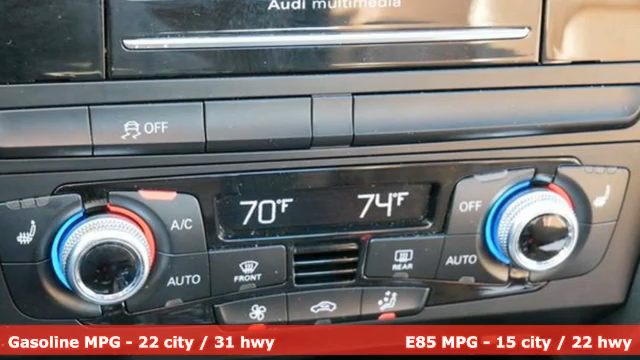 Audi multimedia
OFF
70°F 74°F
A/C OFF
AUTO FRONT REAR AUTO
Gasoline MPG - 22 city / 31 hwy E85 MPG - 15 city / 22 hwy